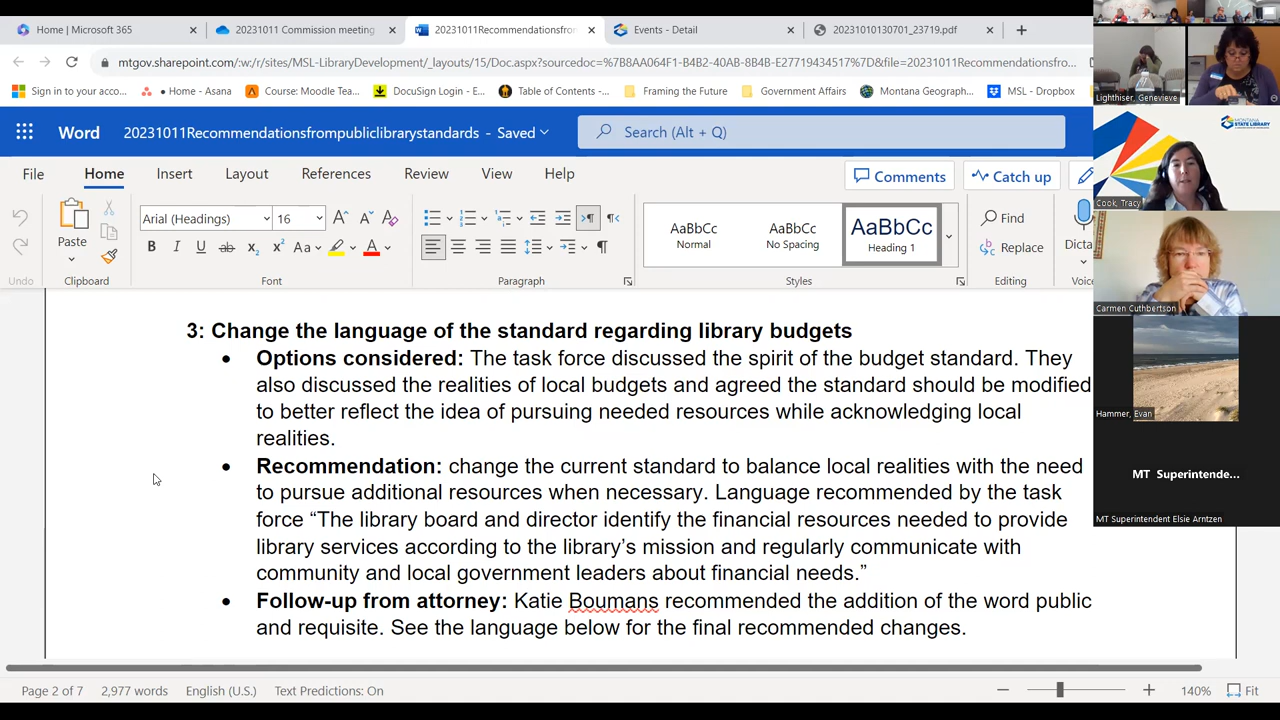 Home | Microsoft 365
20231011 Commission meeting
20231011Recommendationsfrom
Events - Detail
20231010130701_23719.pdf
mtgov.sharepoint.com/:w:/r/sites/MSL-LibraryDevelopment/_layouts/15/Doc.aspx?sourcedoc=%7B8AA064F1-B4B2-40AB-8B4B-E27719434517%7D&file=20231011Recommendationsfro...
Sign in to your acco...
• Home - Asana
Course: Moodle Tea...
DocuSign Login - E...
Table of Contents -...
Framing the Future
Government Affairs
Montana Geograph...
MSL - Dropbox
Word
20231011Recommendationsfrompubliclibrarystandards - Saved
Search (Alt + Q)
File
Home
Insert
Layout
References
Review
View
Help
Comments
Catch up
Paste
Arial (Headings)
16
AaBbCc
Normal
AaBbCc
No Spacing
AaBbCc
Heading 1
Find
Replace
Dicta
Undo
Clipboard
Font
Paragraph
Styles
Editing
Voice
3: Change the language of the standard regarding library budgets
• Options considered: The task force discussed the spirit of the budget standard. They
also discussed the realities of local budgets and agreed the standard should be modified
to better reflect the idea of pursuing needed resources while acknowledging local
realities.
• Recommendation: change the current standard to balance local realities with the need
to pursue additional resources when necessary. Language recommended by the task
force “The library board and director identify the financial resources needed to provide
library services according to the library’s mission and regularly communicate with
community and local government leaders about financial needs.”
• Follow-up from attorney: Katie Boumans recommended the addition of the word public
and requisite. See the language below for the final recommended changes.
Page 2 of 7
2,977 words
English (U.S.)
Text Predictions: On
140%
Fit
Lighthiser, Genevieve
MONTANA
STATE LIBRARY
Cook, Tracy
Carmen Cuthbertson
Hammer, Evan
MT Superintende...
MT Superintendent Elsie Arntzen